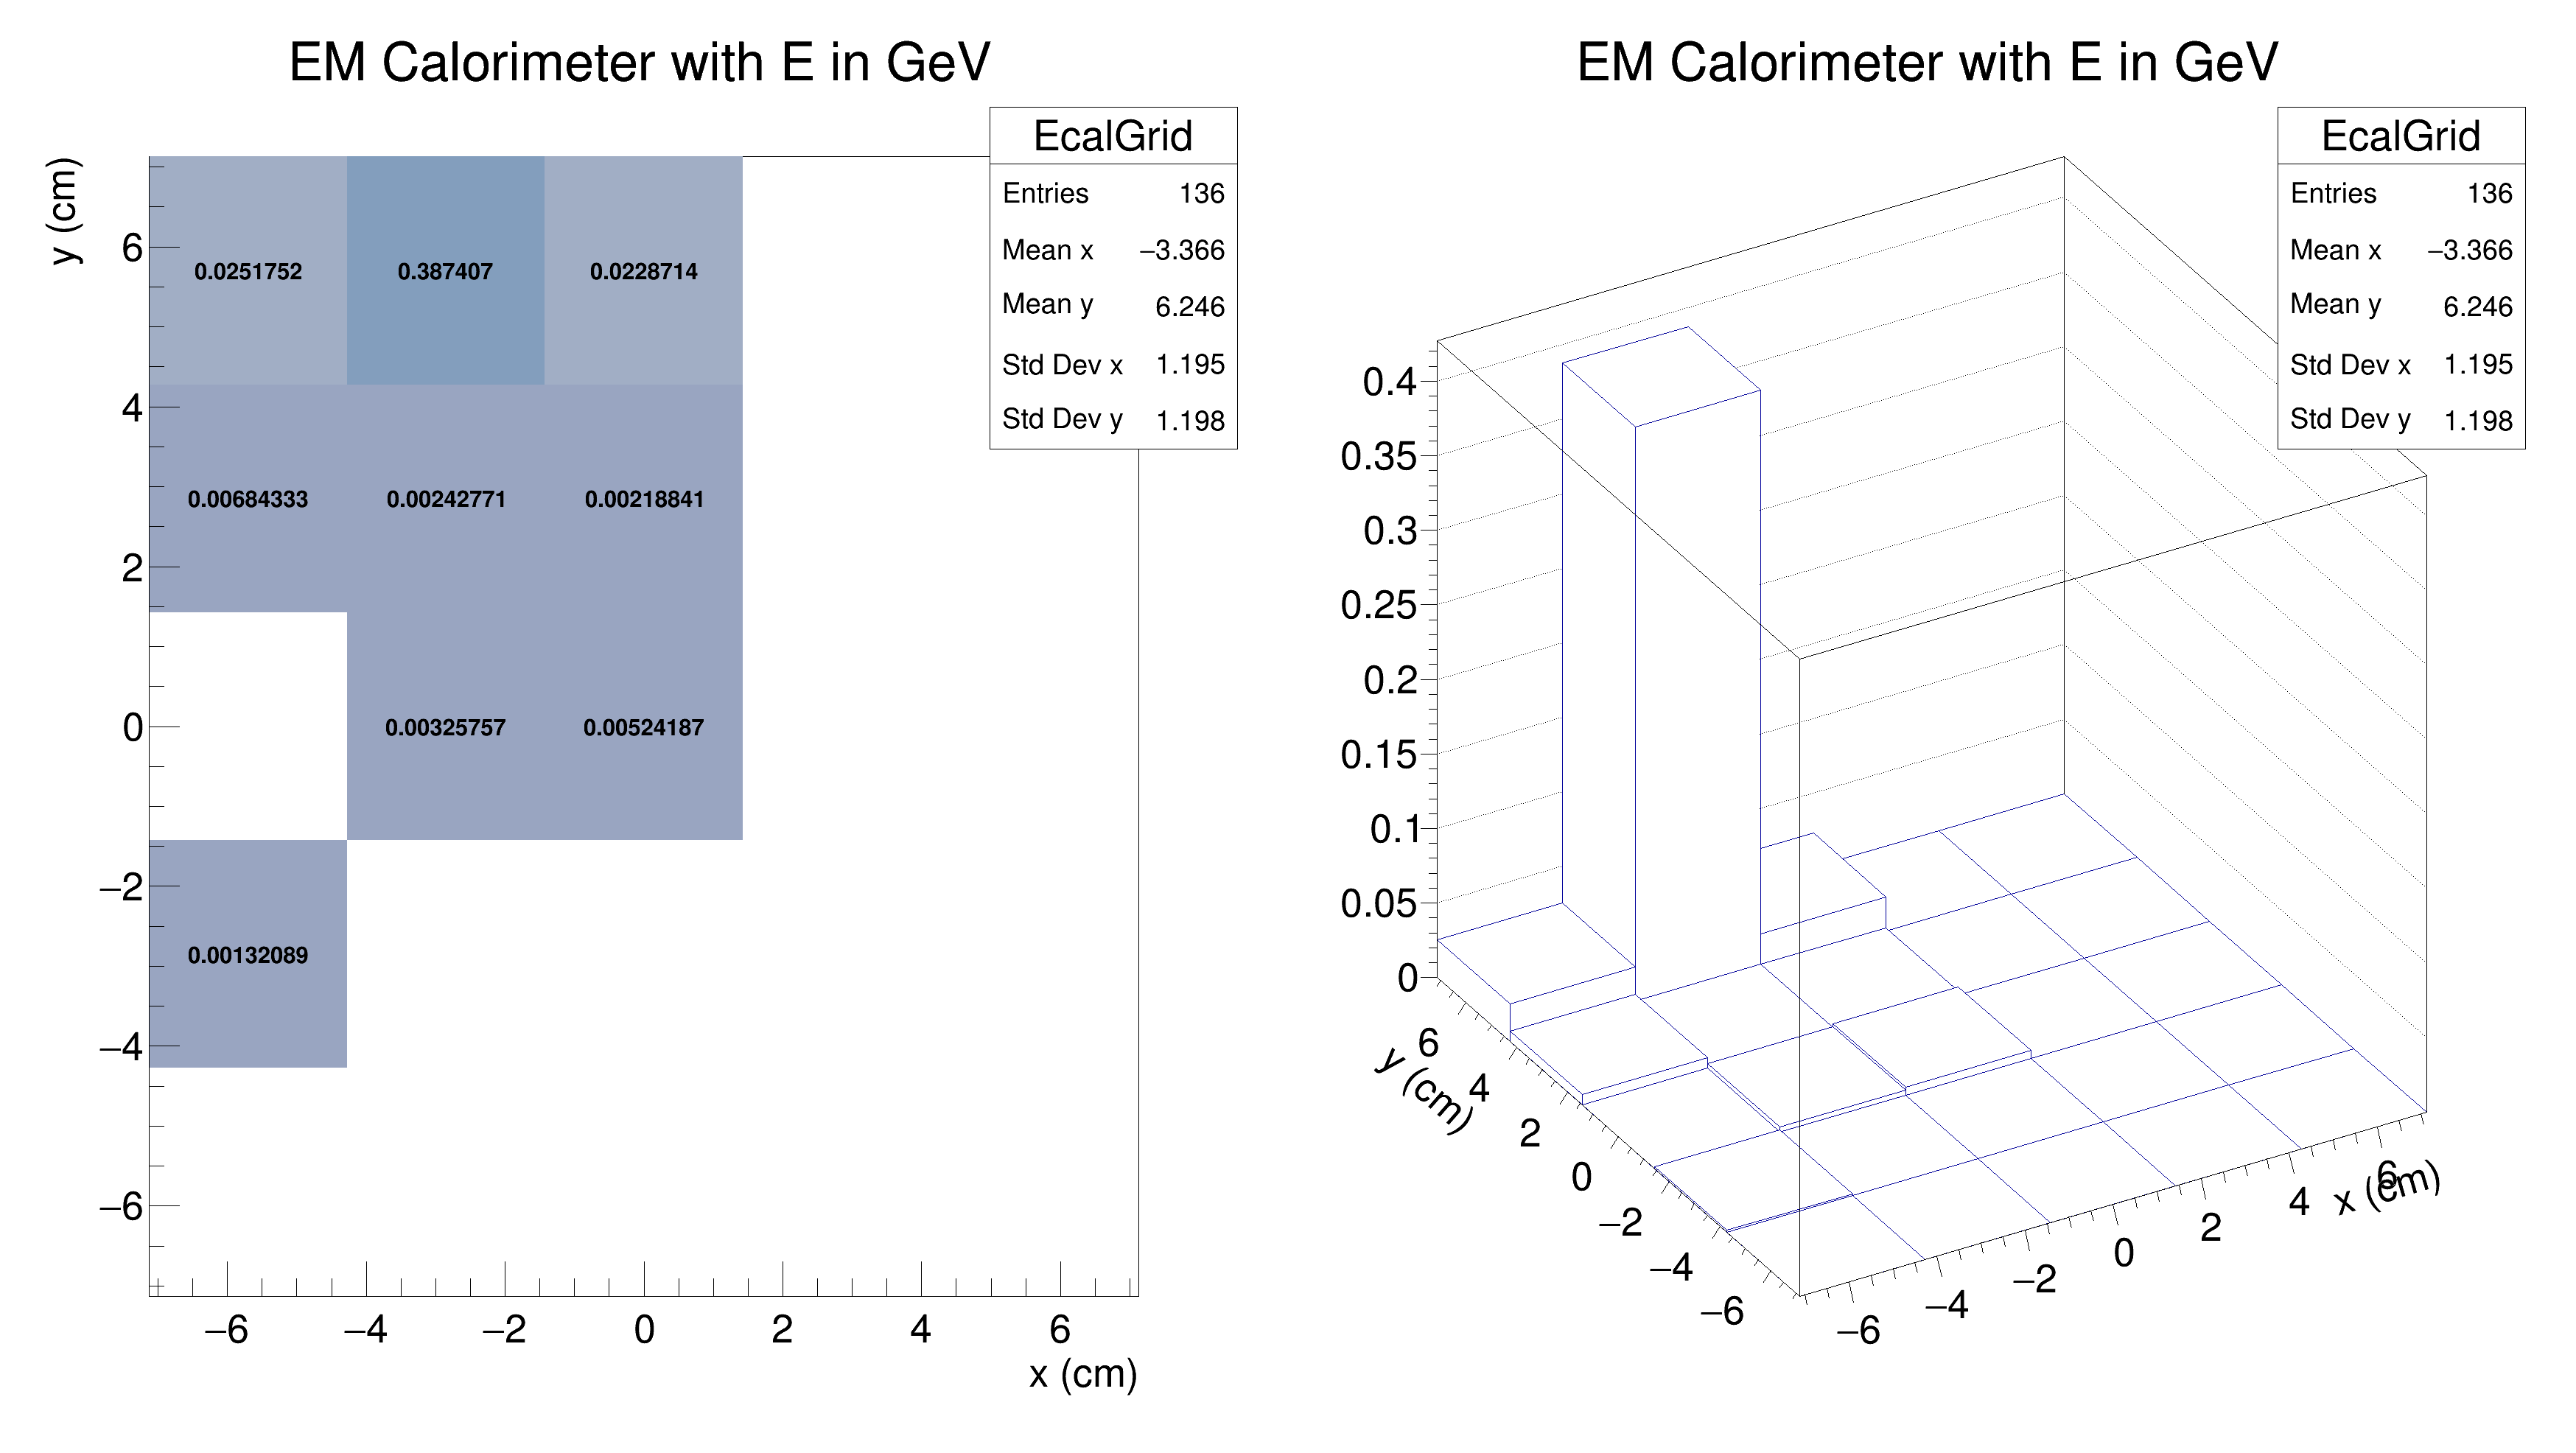 EM Calorimeter with E in GeV
EcalGrid
Entries 136
Mean x −3.366
Mean y 6.246
Std Dev x 1.195
Std Dev y 1.198
y (cm)
6
4
2
0
−2
−4
−6
0.0251752 0.387407 0.0228714
0.00684333 0.00242771 0.00218841
0.00325757 0.00524187
0.00132089
−6 −4 −2 0 2 4 6
x (cm)
EM Calorimeter with E in GeV
EcalGrid
Entries 136
Mean x −3.366
Mean y 6.246
Std Dev x 1.195
Std Dev y 1.198
0.4
0.35
0.3
0.25
0.2
0.15
0.1
0.05
0
6 4 2 0 −2 −4 −6
y (cm)
−6 −4 −2 0 2 4 6
x (cm)